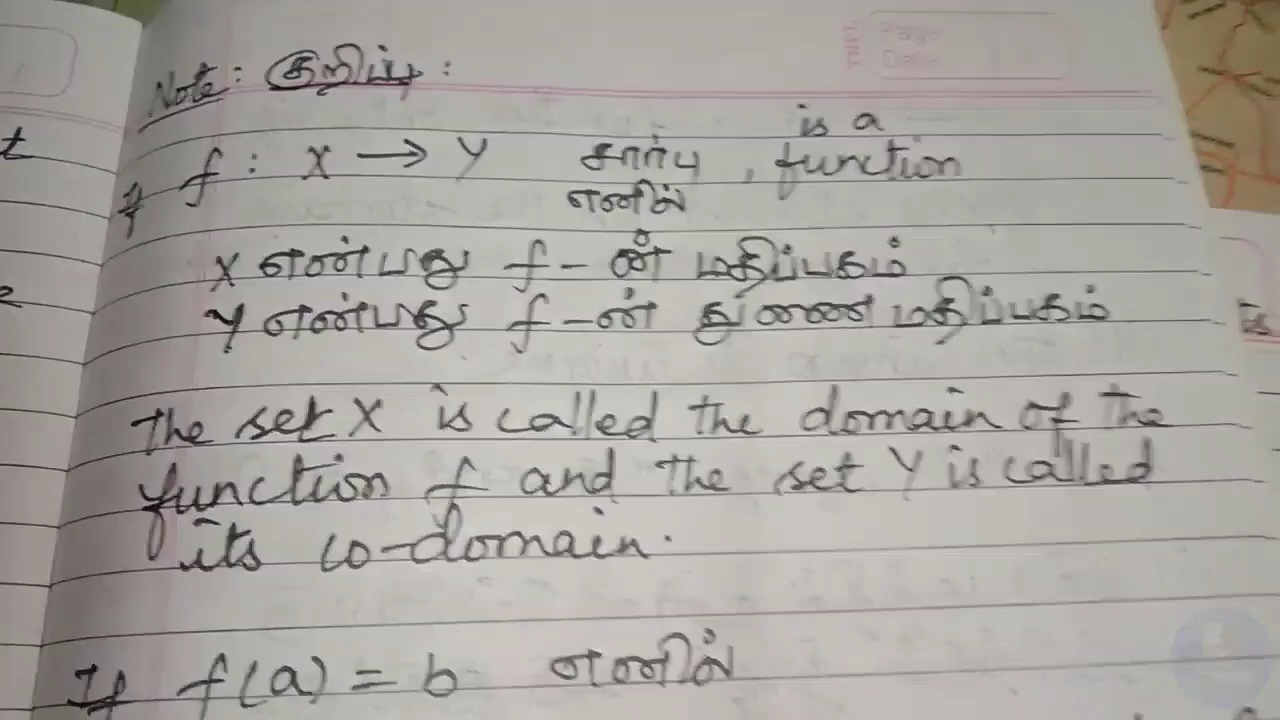 Note: குறிப்பு :
is a
If f : X → Y சார்பு , function
எனில்
X என்பது f - ன் மதிப்பகம்
Y என்பது f - ன் துணை மதிப்பகம்
The set X is called the domain of the
function f and the set Y is called
its co-domain.
If f(a) = b எனில்